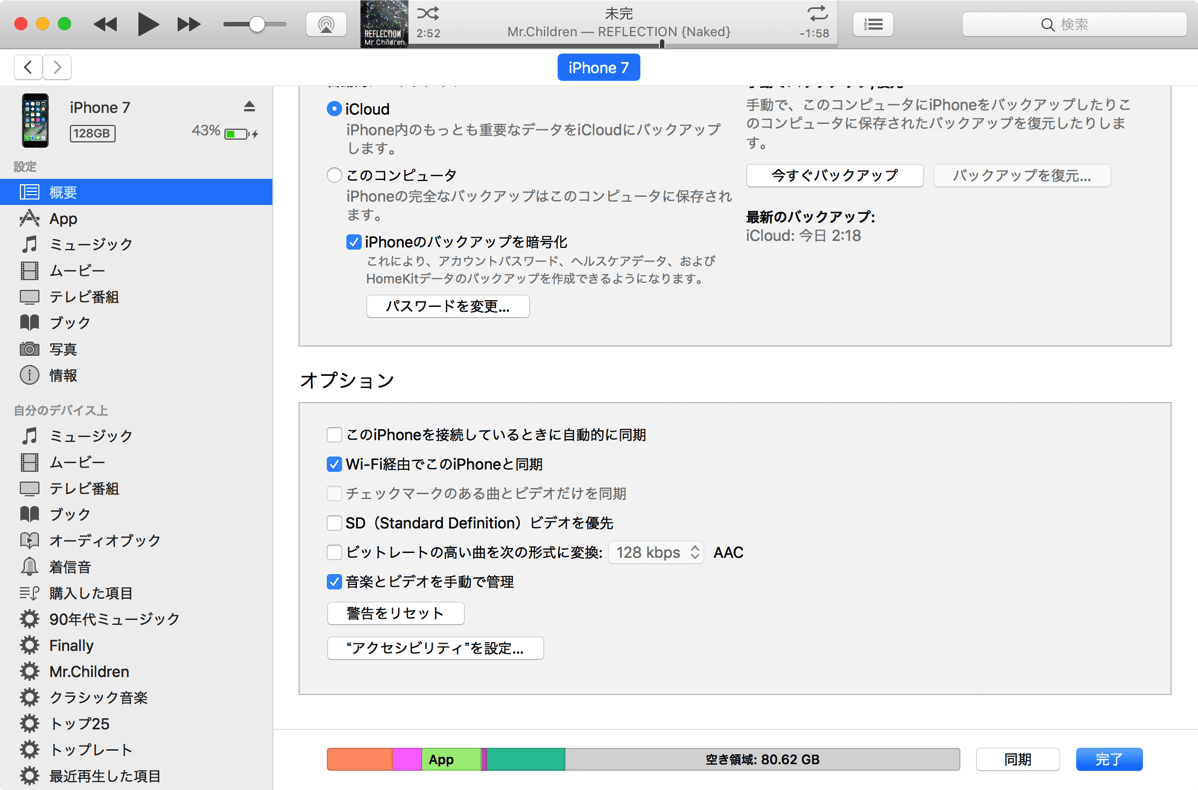 REFLECTION
Mr.Children
2:52
未完
Mr.Children — REFLECTION {Naked}
-1:58
検索
iPhone 7
iPhone 7
128GB
43%
設定
概要
App
ミュージック
ムービー
テレビ番組
ブック
写真
情報
自分のデバイス上
ミュージック
ムービー
テレビ番組
ブック
オーディオブック
着信音
購入した項目
90年代ミュージック
Finally
Mr.Children
クラシック音楽
トップ25
トップレート
最近再生した項目
iCloud
iPhone内のもっとも重要なデータをiCloudにバックアップ
します。
このコンピュータ
iPhoneの完全なバックアップはこのコンピュータに保存され
ます。
iPhoneのバックアップを暗号化
これにより、アカウントパスワード、ヘルスケアデータ、および
HomeKitデータのバックアップを作成できるようになります。
パスワードを変更...
手動で、このコンピュータにiPhoneをバックアップしたりこ
のコンピュータに保存されたバックアップを復元したりしま
す。
今すぐバックアップ
バックアップを復元...
最新のバックアップ:
iCloud: 今日 2:18
オプション
このiPhoneを接続しているときに自動的に同期
Wi-Fi経由でこのiPhoneと同期
チェックマークのある曲とビデオだけを同期
SD（Standard Definition）ビデオを優先
ビットレートの高い曲を次の形式に変換: 128 kbps AAC
音楽とビデオを手動で管理
警告をリセット
“アクセシビリティ”を設定...
App
空き領域: 80.62 GB
同期
完了